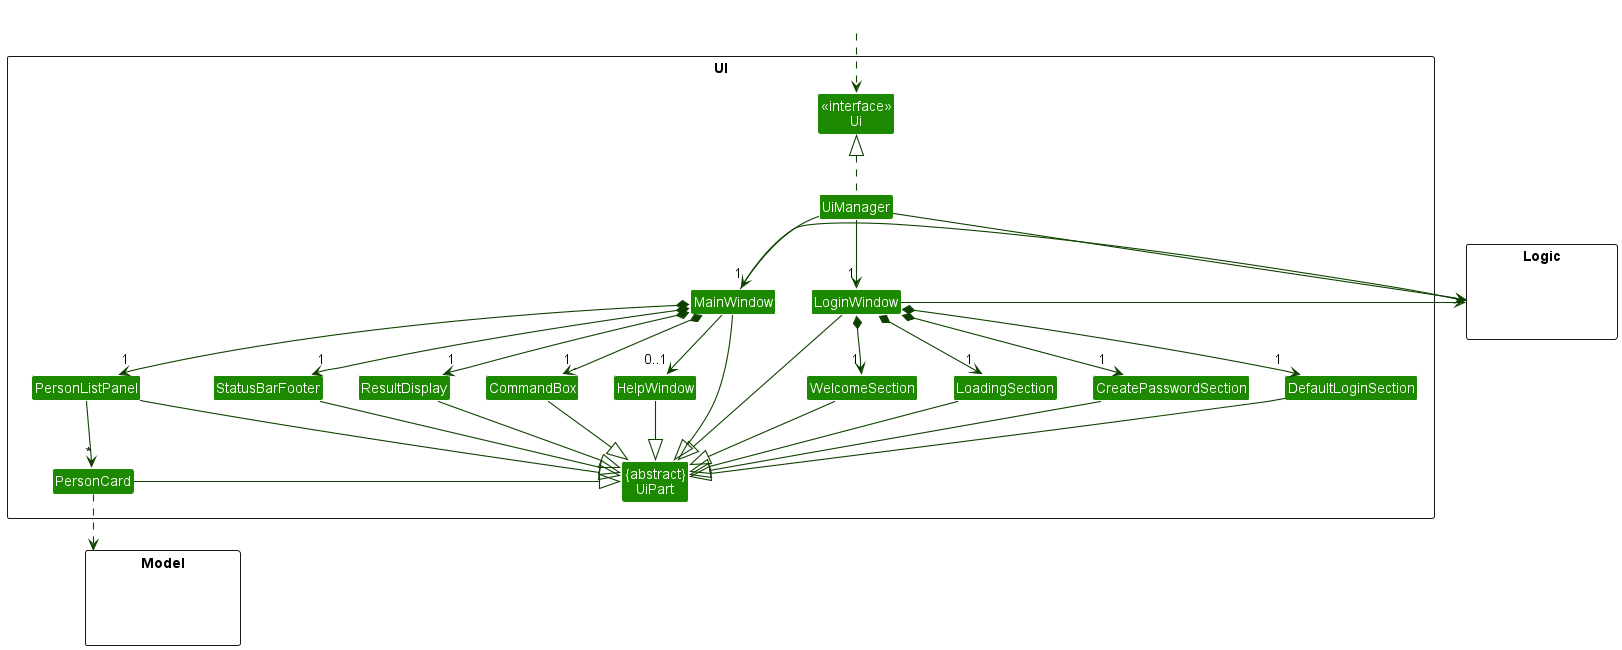 UI
«interface»
Ui
UiManager
1
1
MainWindow
LoginWindow
Logic
1
1
1
1
0..1
1
1
1
1
PersonListPanel
StatusBarFooter
ResultDisplay
CommandBox
HelpWindow
WelcomeSection
LoadingSection
CreatePasswordSection
DefaultLoginSection
*
PersonCard
{abstract}
UiPart
Model